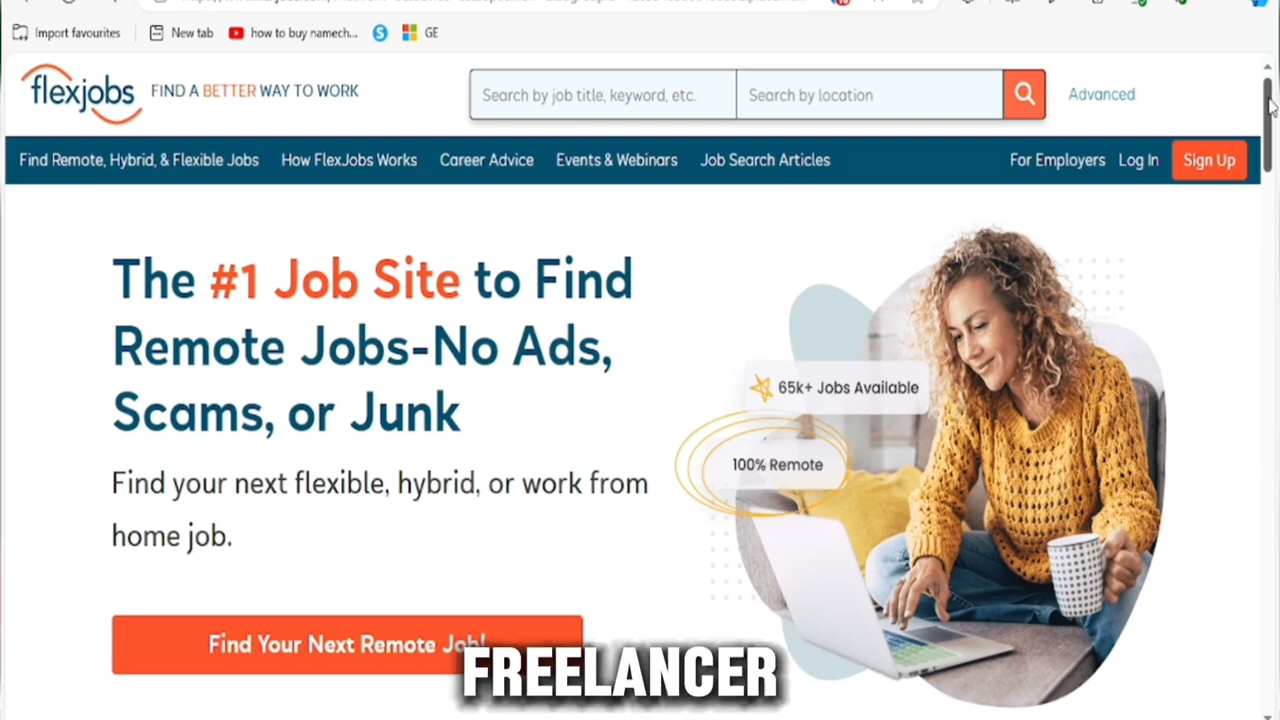 Import favourites
New tab
how to buy namech...
GE
flexjobs
FIND A BETTER WAY TO WORK
Search by job title, keyword, etc.
Search by location
Advanced
Find Remote, Hybrid, & Flexible Jobs
How FlexJobs Works
Career Advice
Events & Webinars
Job Search Articles
For Employers
Log In
Sign Up
The #1 Job Site to Find
Remote Jobs-No Ads,
Scams, or Junk
65k+ Jobs Available
100% Remote
Find your next flexible, hybrid, or work from
home job.
Find Your Next Remote Job!
FREELANCER